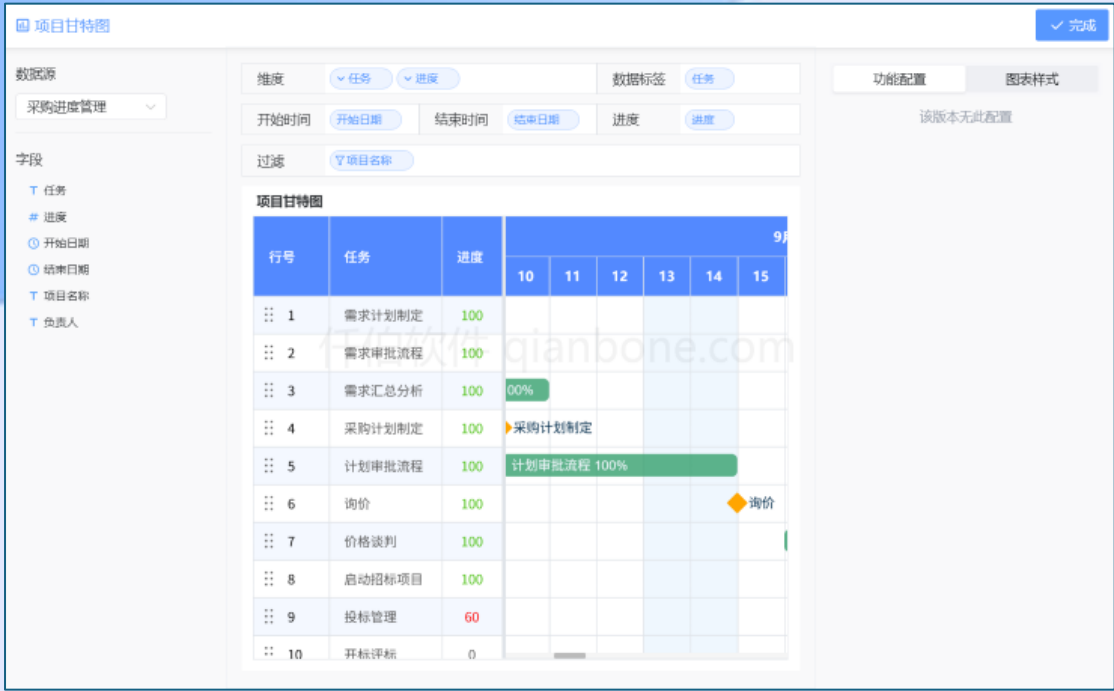 项目甘特图
完成
数据源
采购进度管理
字段
任务
进度
开始日期
结束日期
项目名称
负责人
维度 任务 进度 数据标签 任务
开始时间 开始日期 结束时间 结束日期 进度 进度
过滤 项目名称
功能配置 图表样式
该版本无此配置
项目甘特图
行号 任务 进度 9月
10 11 12 13 14 15
1 需求计划制定 100
2 需求审批流程 100
3 需求汇总分析 100 00%
4 采购计划制定 100 采购计划制定
5 计划审批流程 100 计划审批流程 100%
6 询价 100 询价
7 价格谈判 100
8 启动招标项目 100
9 投标管理 60
10 开标评标 0
仟伯软件 qianbone.com